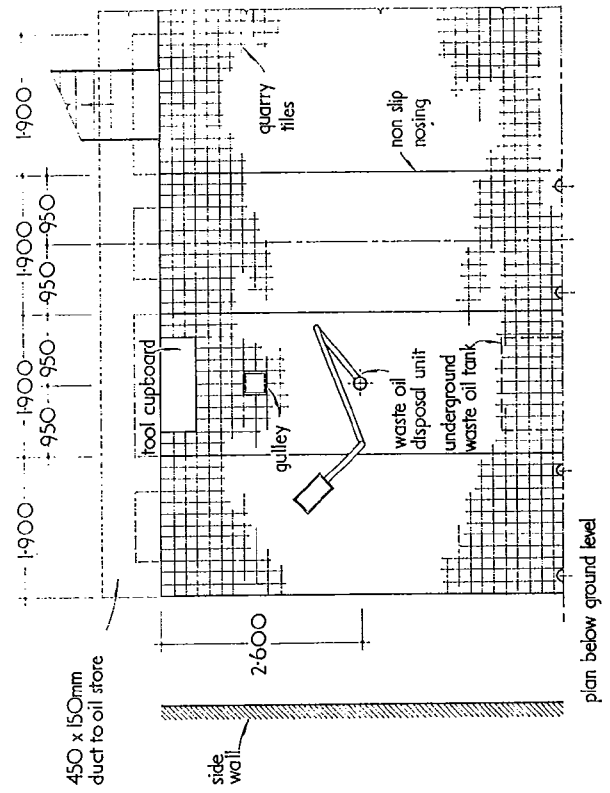 450 x 150mm
duct to oil store
1·900
1·900
1·900
1·900
950
950
950
950
tool cupboard
gulley
quarry
tiles
2·600
waste oil
disposal unit
underground
waste oil tank
non slip
nosing
side
wall
plan below ground level